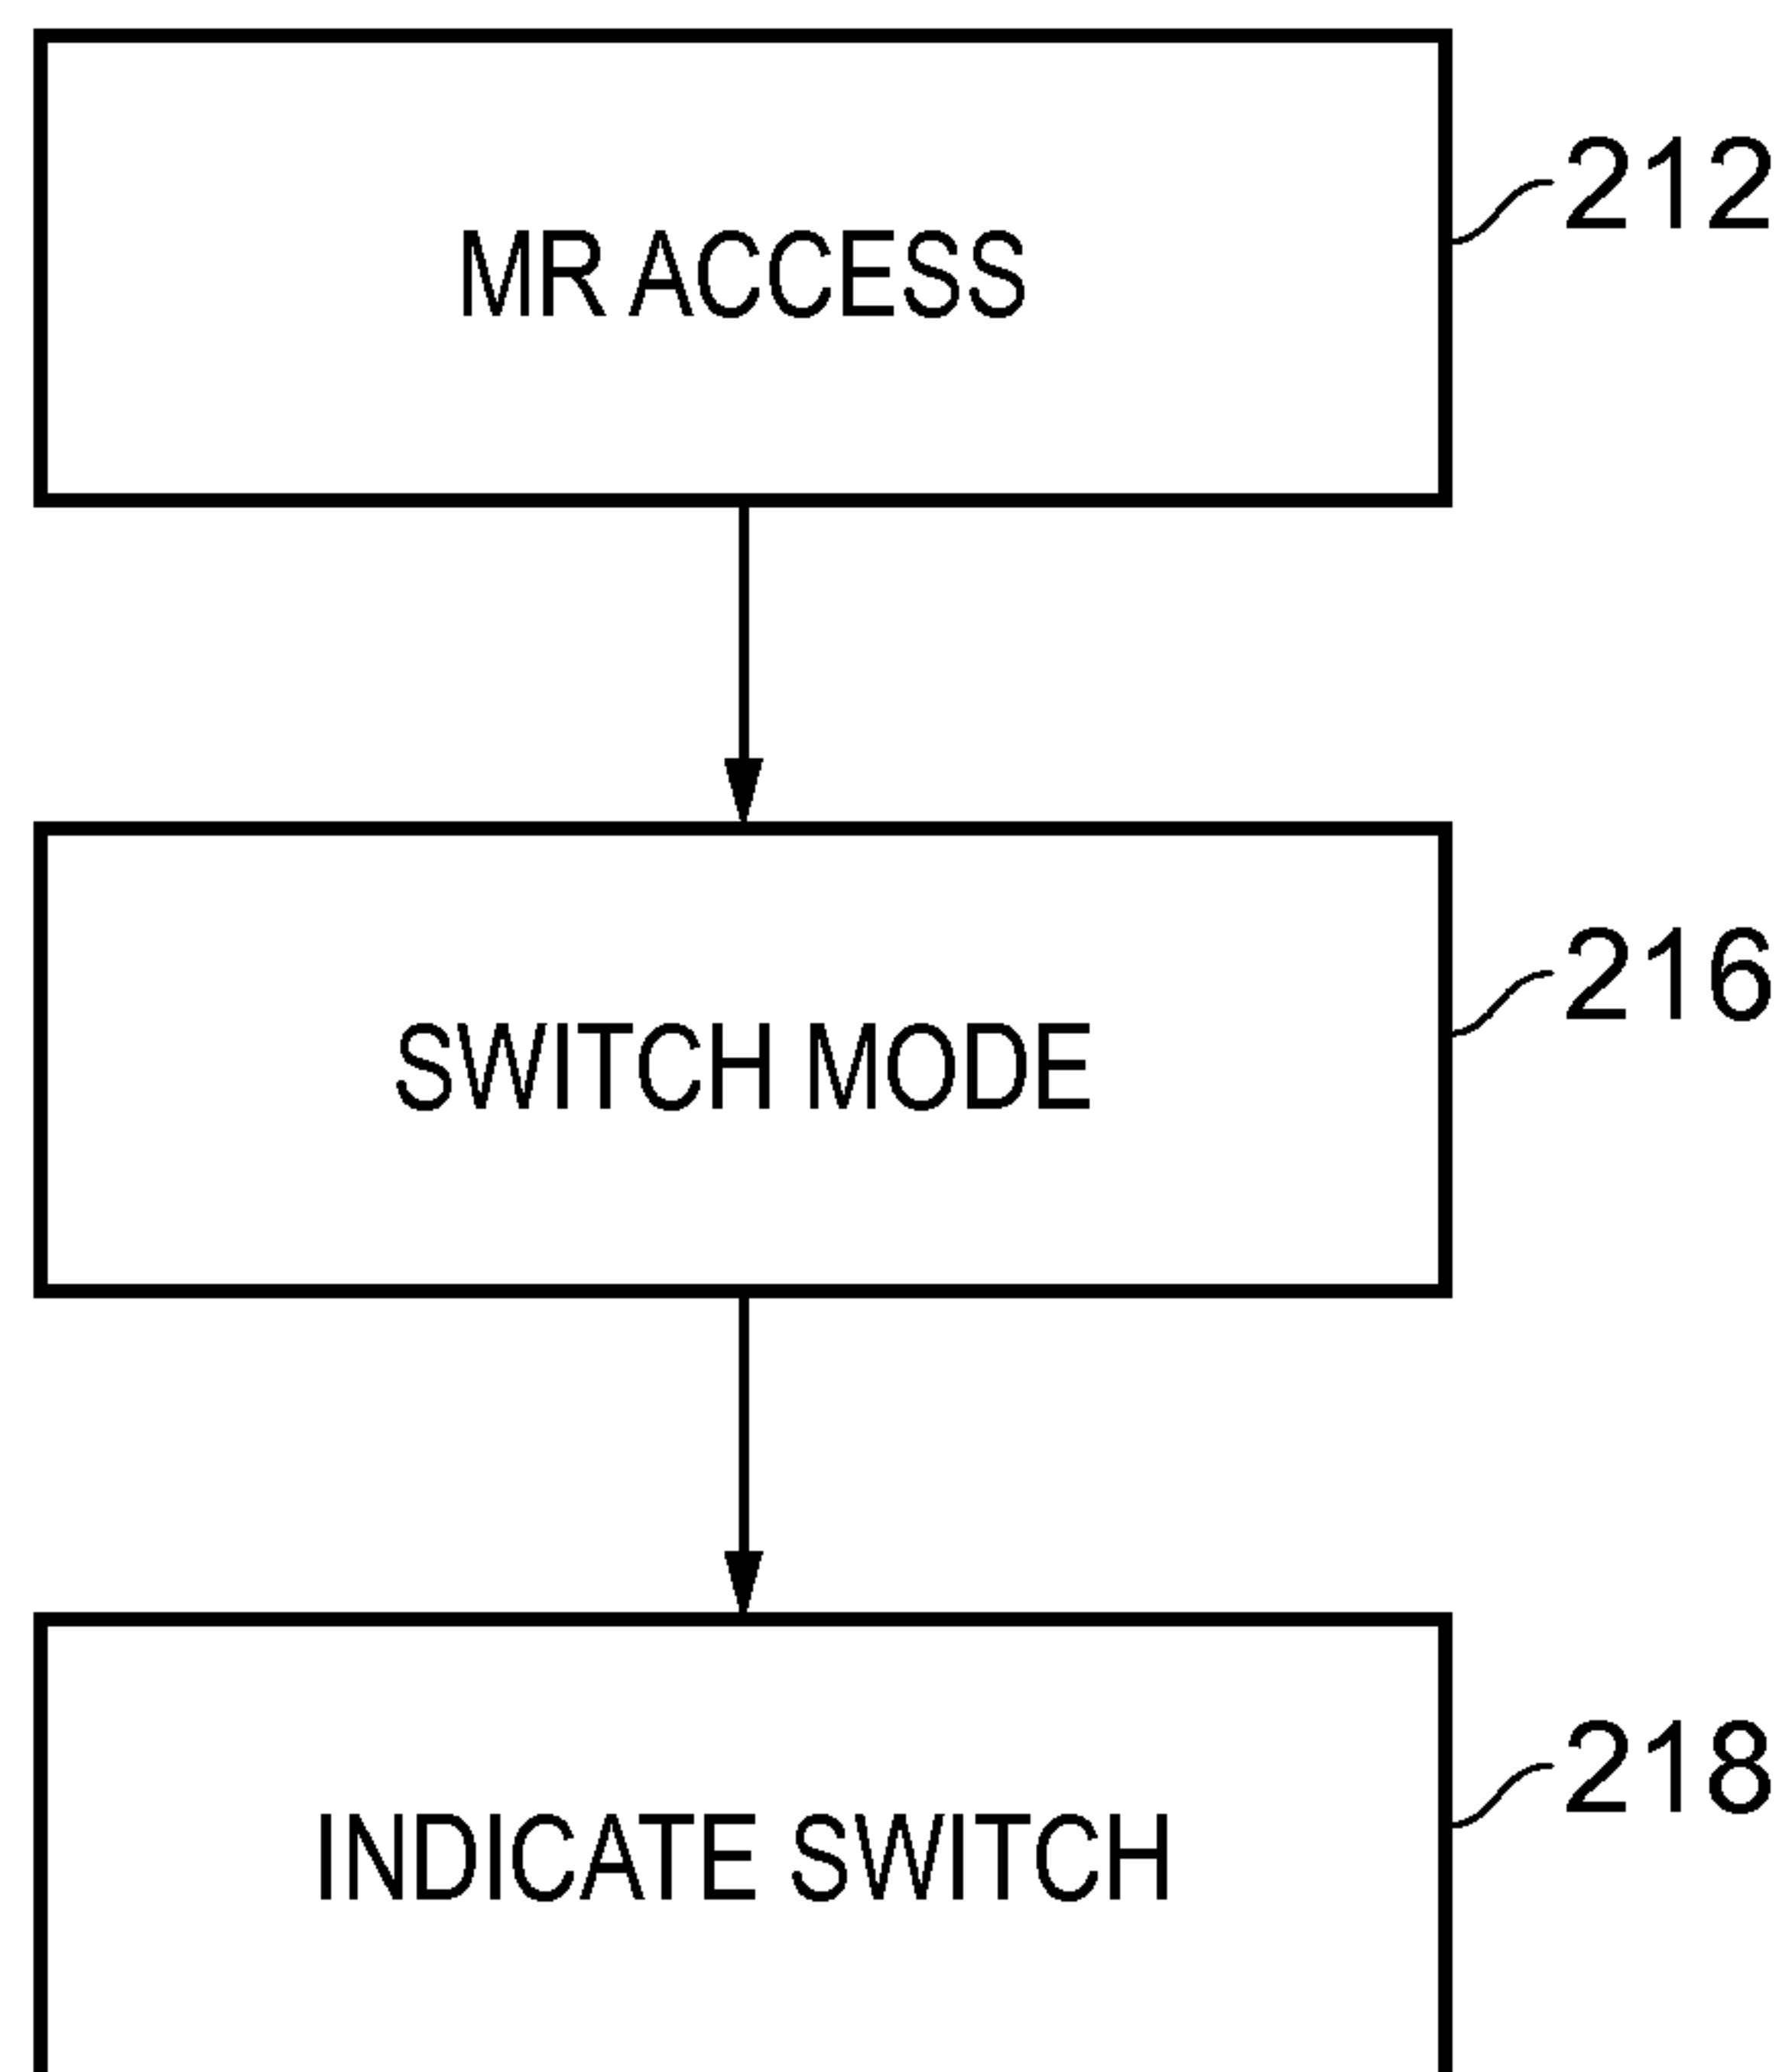 MR ACCESS
212
SWITCH MODE
216
INDICATE SWITCH
218